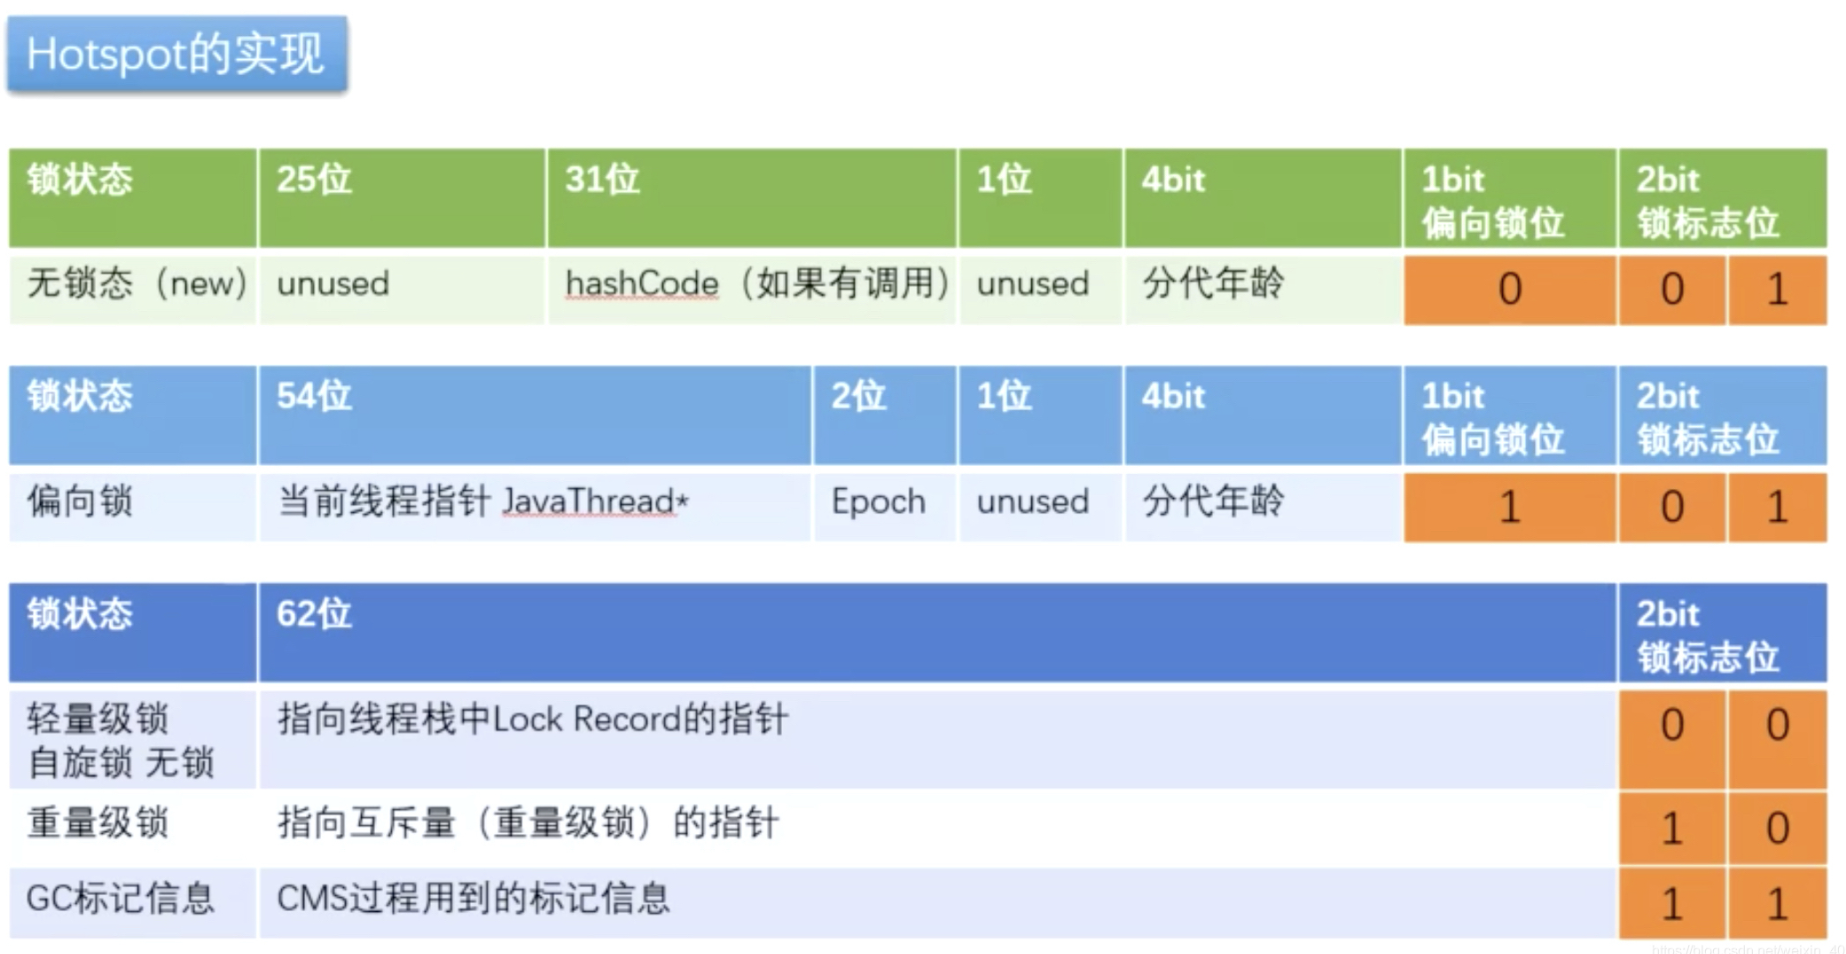 Hotspot的实现
锁状态 25位 31位 1位 4bit 1bit 2bit
偏向锁位 锁标志位
无锁态（new） unused hashCode（如果有调用） unused 分代年龄 0 0 1
锁状态 54位 2位 1位 4bit 1bit 2bit
偏向锁位 锁标志位
偏向锁 当前线程指针 JavaThread* Epoch unused 分代年龄 1 0 1
锁状态 62位 2bit
锁标志位
轻量级锁 指向线程栈中Lock Record的指针 0 0
自旋锁 无锁
重量级锁 指向互斥量（重量级锁）的指针 1 0
GC标记信息 CMS过程用到的标记信息 1 1
https://blog.csdn.net/weixin_40